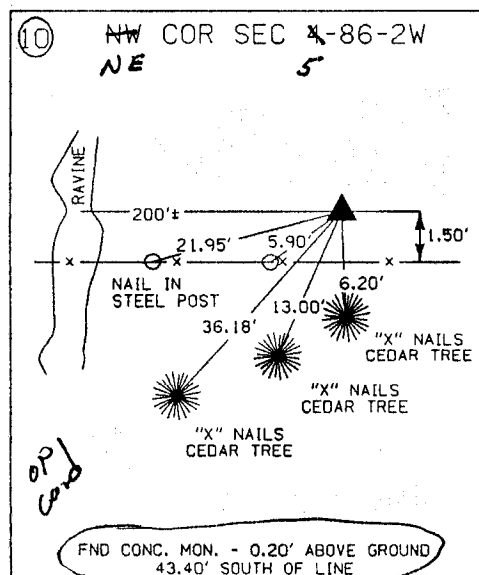 10 NW COR SEC 4-86-2W
NE 5
RAVINE
200'±
21.95'
5.90'
1.50'
NAIL IN
STEEL POST
6.20'
13.00'
36.18'
"X" NAILS
CEDAR TREE
"X" NAILS
CEDAR TREE
"X" NAILS
CEDAR TREE
OP
Card
FND CONC. MON. - 0.20' ABOVE GROUND
43.40' SOUTH OF LINE